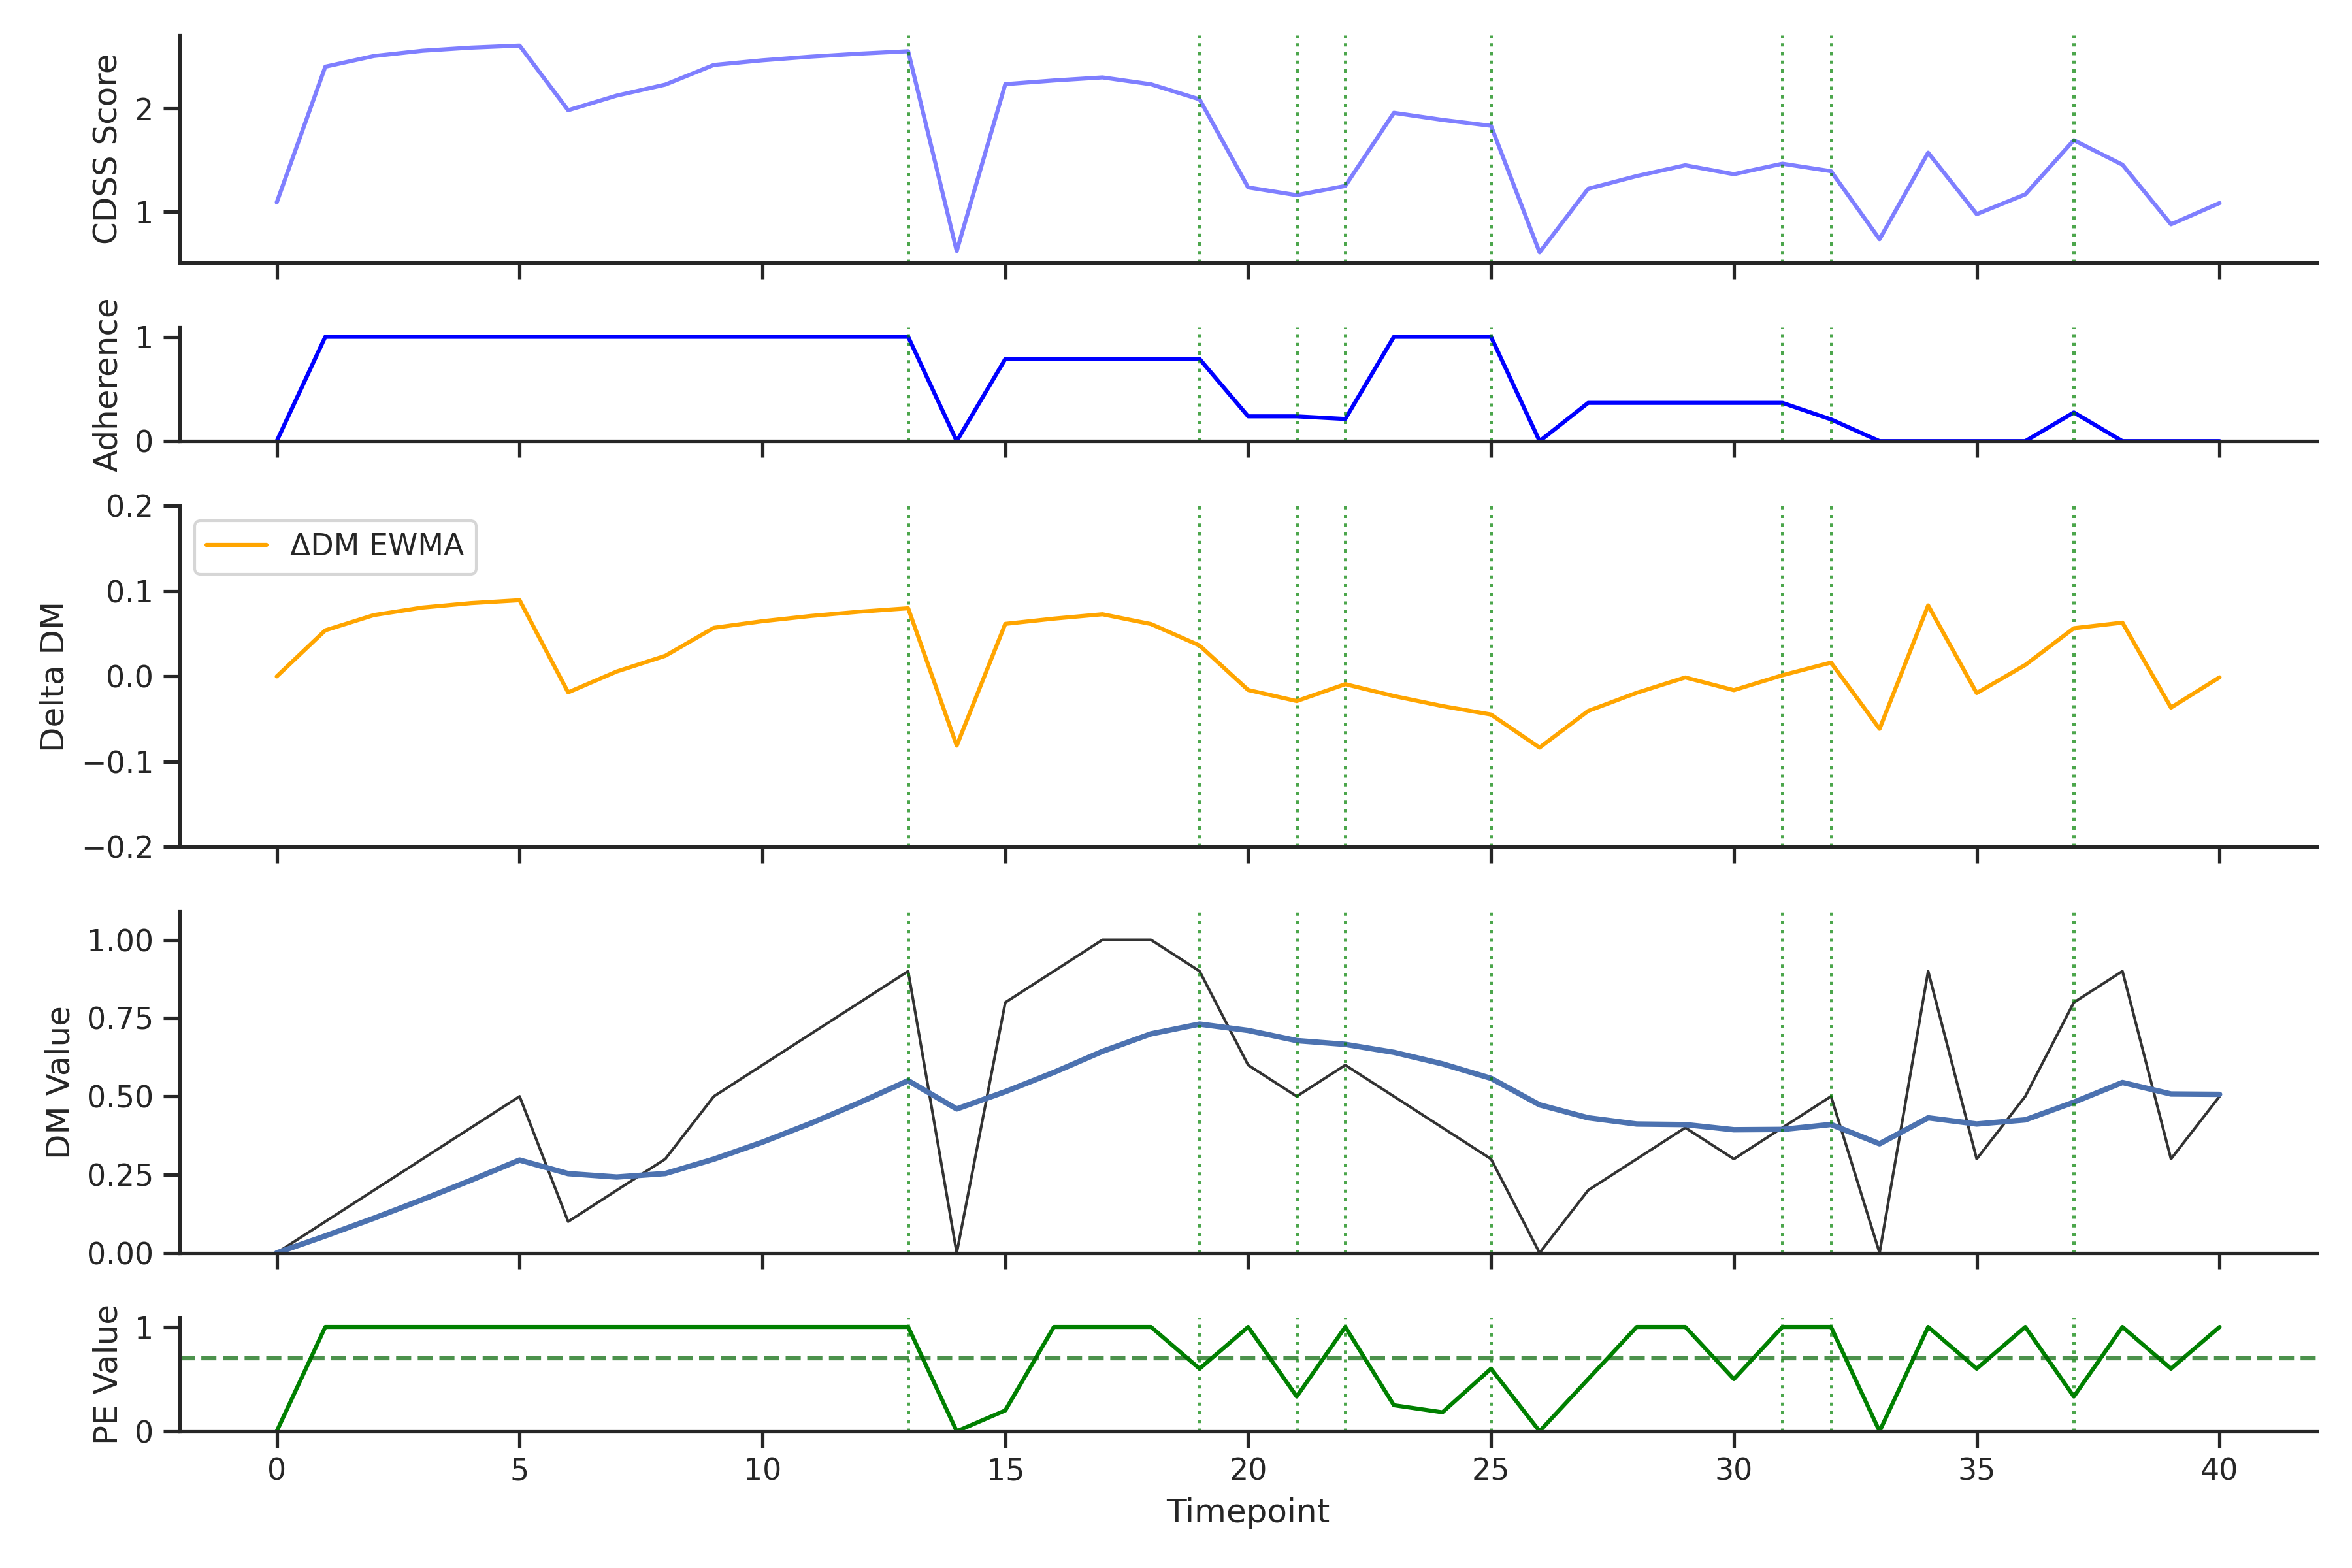 CDSS Score
2
1
Adherence
1
0
Delta DM
0.2
0.1
0.0
−0.1
−0.2
ΔDM EWMA
DM Value
1.00
0.75
0.50
0.25
0.00
PE Value
1
0
0 5 10 15 20 25 30 35 40
Timepoint